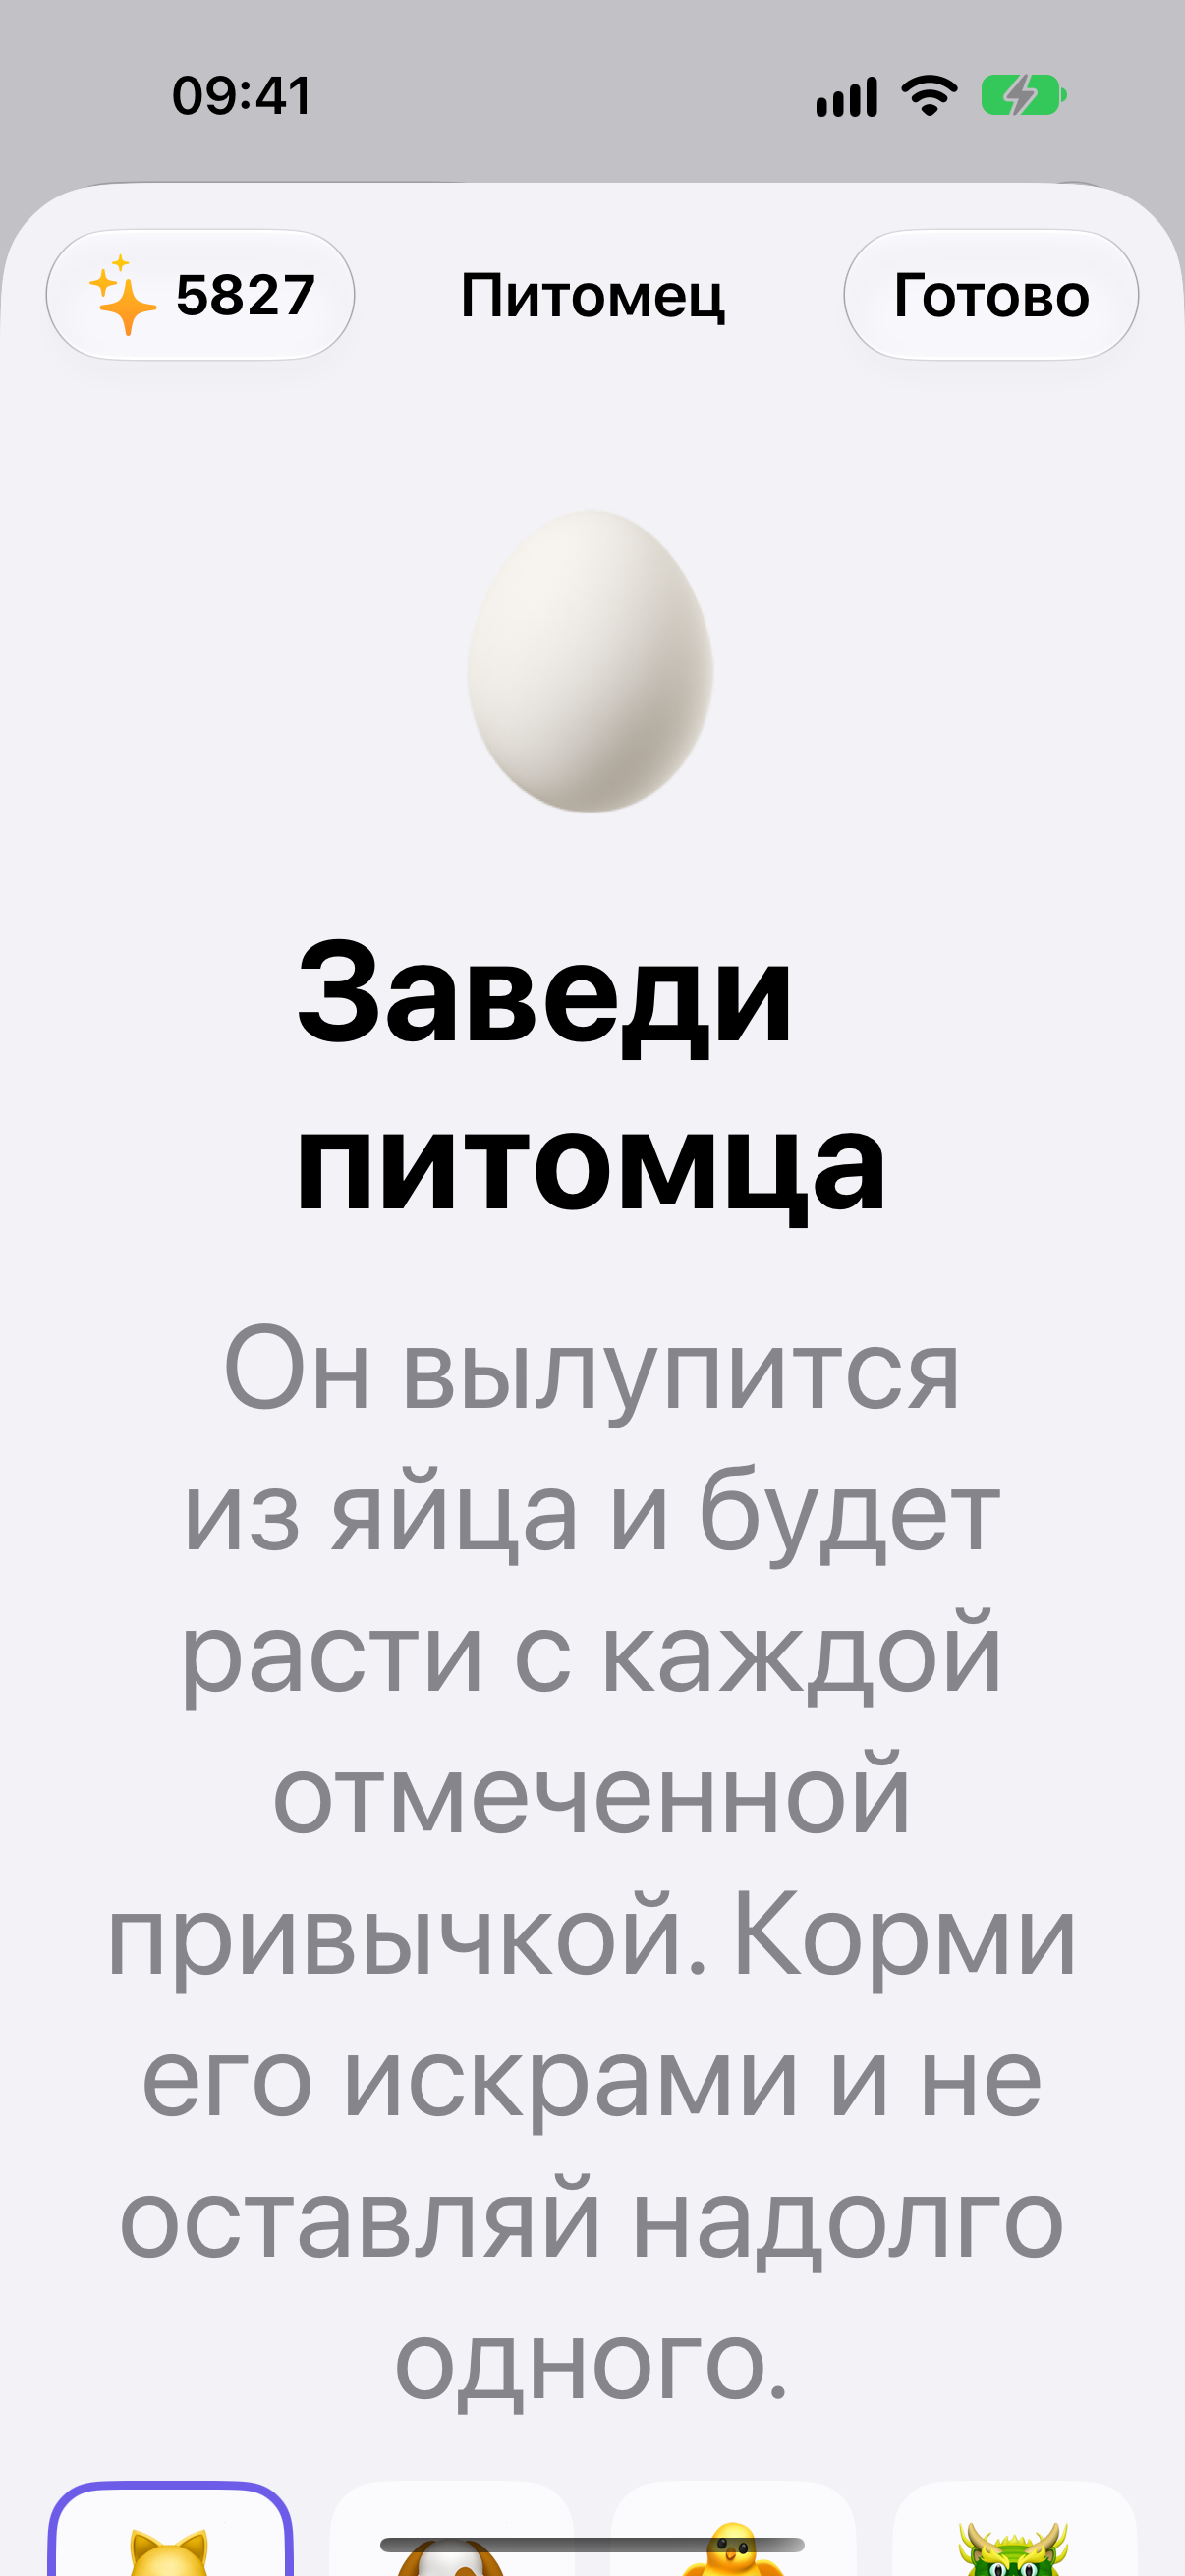 09:41
5827
Питомец
Готово
Заведи
питомца
Он вылупится
из яйца и будет
расти с каждой
отмеченной
привычкой. Корми
его искрами и не
оставляй надолго
одного.